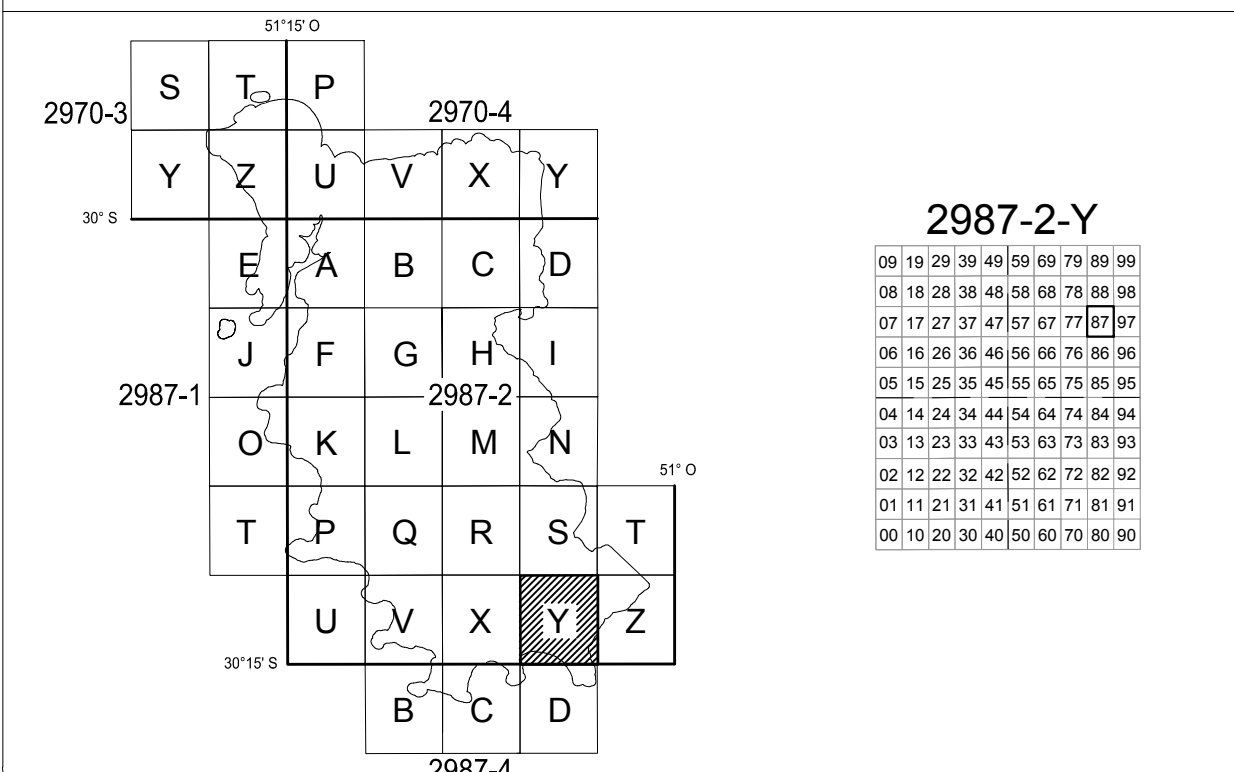 51°15' O
S T P
2970-3
2970-4
Y Z U V X Y
30° S
E A B C D
J F G H I
2987-1
2987-2
O K L M N
51° O
T P Q R S T
U V X Y Z
30°15' S
B C D
2987-4
2987-2-Y
09 19 29 39 49 59 69 79 89 99
08 18 28 38 48 58 68 78 88 98
07 17 27 37 47 57 67 77 87 97
06 16 26 36 46 56 66 76 86 96
05 15 25 35 45 55 65 75 85 95
04 14 24 34 44 54 64 74 84 94
03 13 23 33 43 53 63 73 83 93
02 12 22 32 42 52 62 72 82 92
01 11 21 31 41 51 61 71 81 91
00 10 20 30 40 50 60 70 80 90